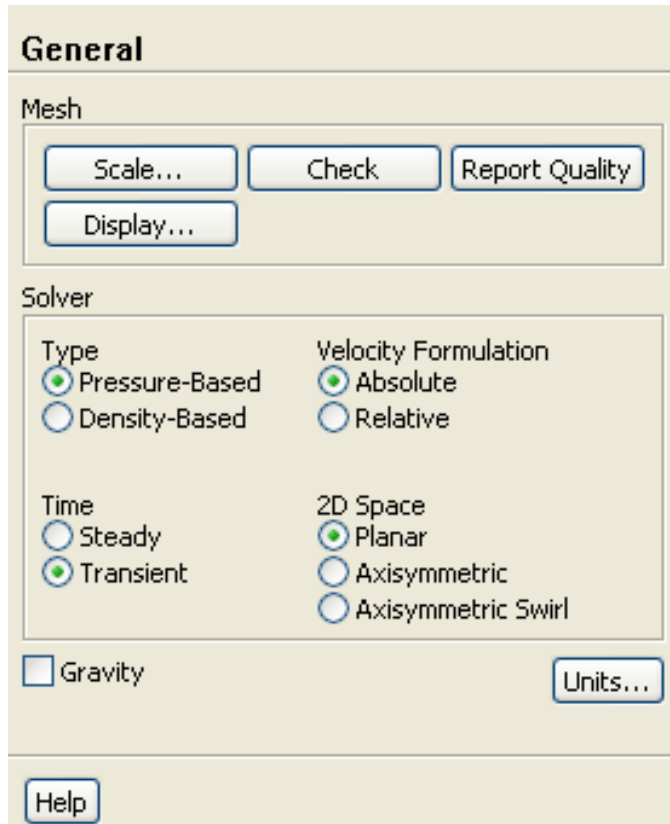 General
Mesh
Scale... Check Report Quality
Display...
Solver
Type Velocity Formulation
Pressure-Based Absolute
Density-Based Relative
Time 2D Space
Steady Planar
Transient Axisymmetric
Axisymmetric Swirl
Gravity Units...
Help